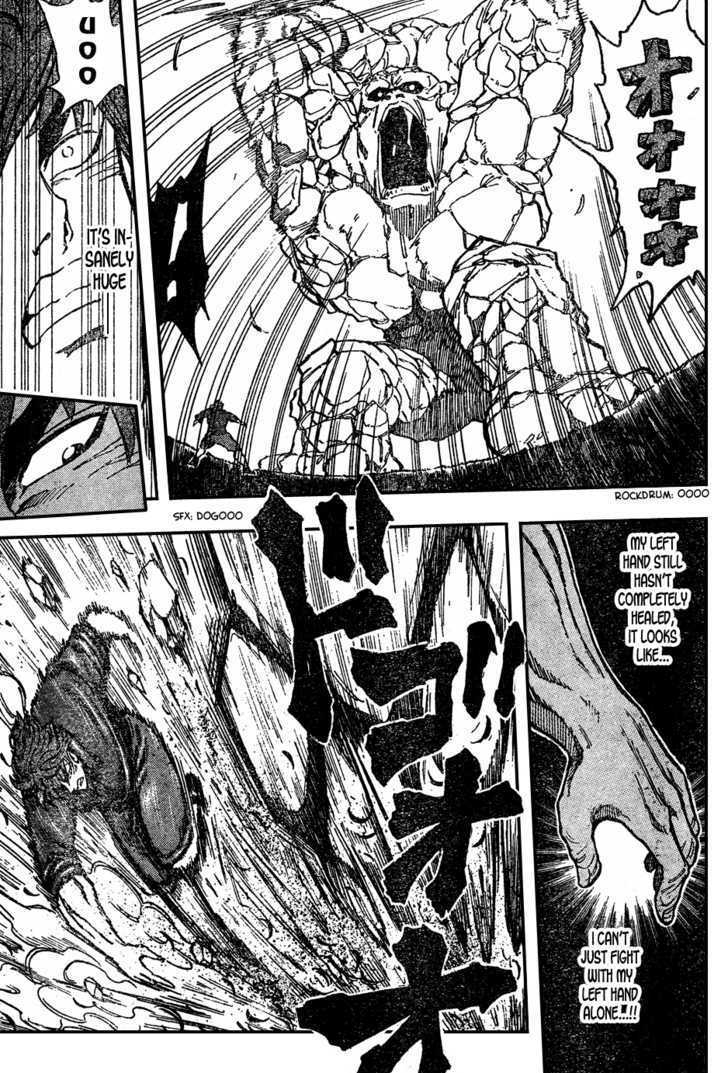 オオオオ
ROCKDRUM: OOOO
UOO
IT'S IN-
SANELY
HUGE
MY LEFT
HAND STILL
HASN'T
COMPLETELY
HEALED,
IT LOOKS
LIKE...
I CAN'T
JUST FIGHT
WITH MY
LEFT HAND
ALONE...!!
SFX: DOGOOO
ドゴオオ